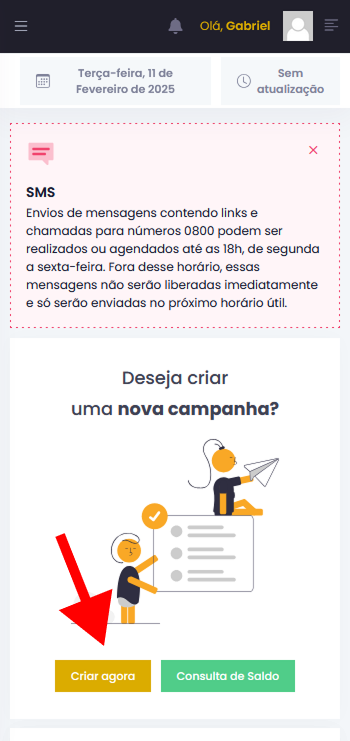 Olá, Gabriel
Terça-feira, 11 de
Fevereiro de 2025
Sem
atualização
SMS
Envios de mensagens contendo links e
chamadas para números 0800 podem ser
realizados ou agendados até as 18h, de segunda
a sexta-feira. Fora desse horário, essas
mensagens não serão liberadas imediatamente
e só serão enviadas no próximo horário útil.
Deseja criar
uma nova campanha?
Criar agora
Consulta de Saldo